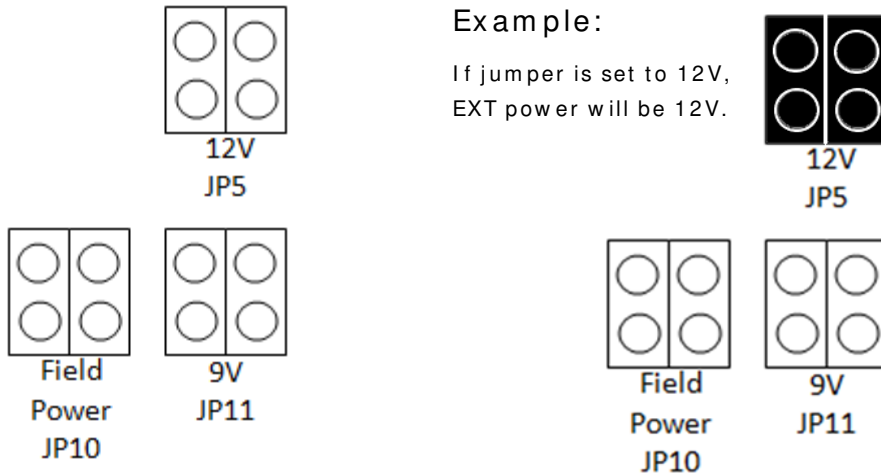 12V
JP5
Field
Power
JP10
9V
JP11
Example:
If jumper is set to 12V,
EXT power will be 12V.
12V
JP5
Field
Power
JP10
9V
JP11